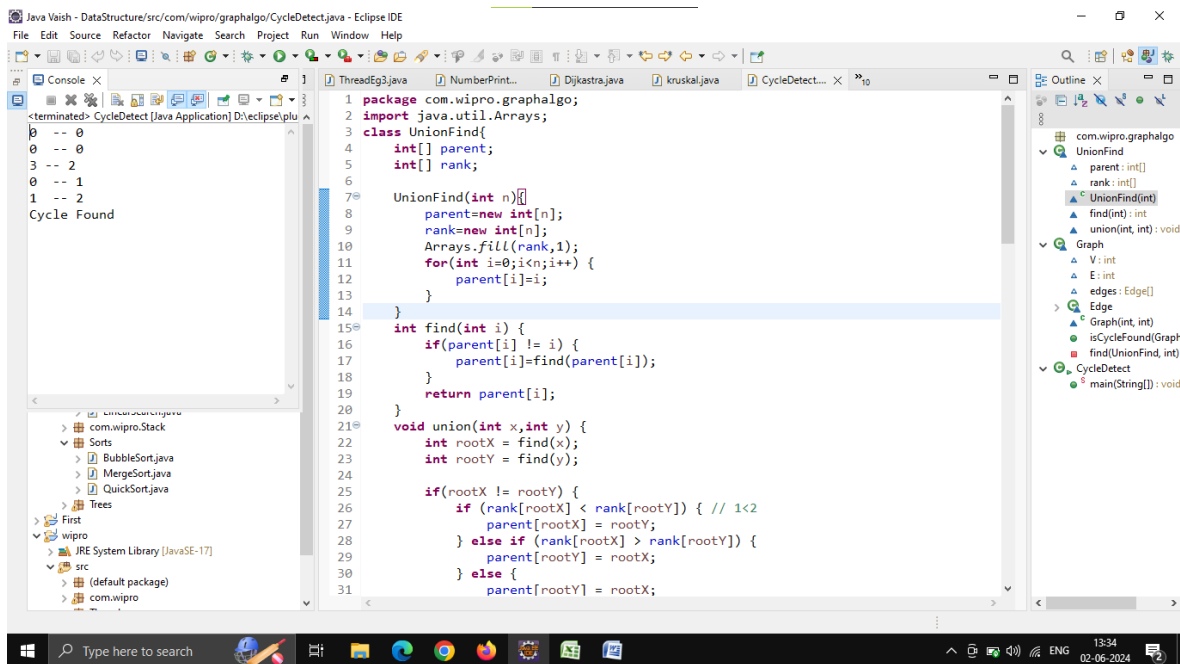 Java Vaish - DataStructure/src/com/wipro/graphalgo/CycleDetect.java - Eclipse IDE
File Edit Source Refactor Navigate Search Project Run Window Help
Console
<terminated> CycleDetect [Java Application] D:\eclipse\plu
0 -- 0
0 -- 0
3 -- 2
0 -- 1
1 -- 2
Cycle Found
LinearSearch.java
com.wipro.Stack
Sorts
BubbleSort.java
MergeSort.java
QuickSort.java
Trees
First
wipro
JRE System Library [JavaSE-17]
src
(default package)
com.wipro
ThreadEg3.java NumberPrint... Dijkastra.java kruskal.java CycleDetect.... »10
1 package com.wipro.graphalgo;
2 import java.util.Arrays;
3 class UnionFind{
4 int[] parent;
5 int[] rank;
6
7 UnionFind(int n){
8 parent=new int[n];
9 rank=new int[n];
10 Arrays.fill(rank,1);
11 for(int i=0;i<n;i++) {
12 parent[i]=i;
13 }
14 }
15 int find(int i) {
16 if(parent[i] != i) {
17 parent[i]=find(parent[i]);
18 }
19 return parent[i];
20 }
21 void union(int x,int y) {
22 int rootX = find(x);
23 int rootY = find(y);
24
25 if(rootX != rootY) {
26 if (rank[rootX] < rank[rootY]) { // 1<2
27 parent[rootX] = rootY;
28 } else if (rank[rootX] > rank[rootY]) {
29 parent[rootY] = rootX;
30 } else {
31 parent[rootY] = rootX;
Outline
com.wipro.graphalgo
UnionFind
parent : int[]
rank : int[]
UnionFind(int)
find(int) : int
union(int, int) : void
Graph
V : int
E : int
edges : Edge[]
Edge
Graph(int, int)
isCycleFound(Graph
find(UnionFind, int)
CycleDetect
main(String[]) : void
Type here to search
ENG
13:34
02-06-2024
2